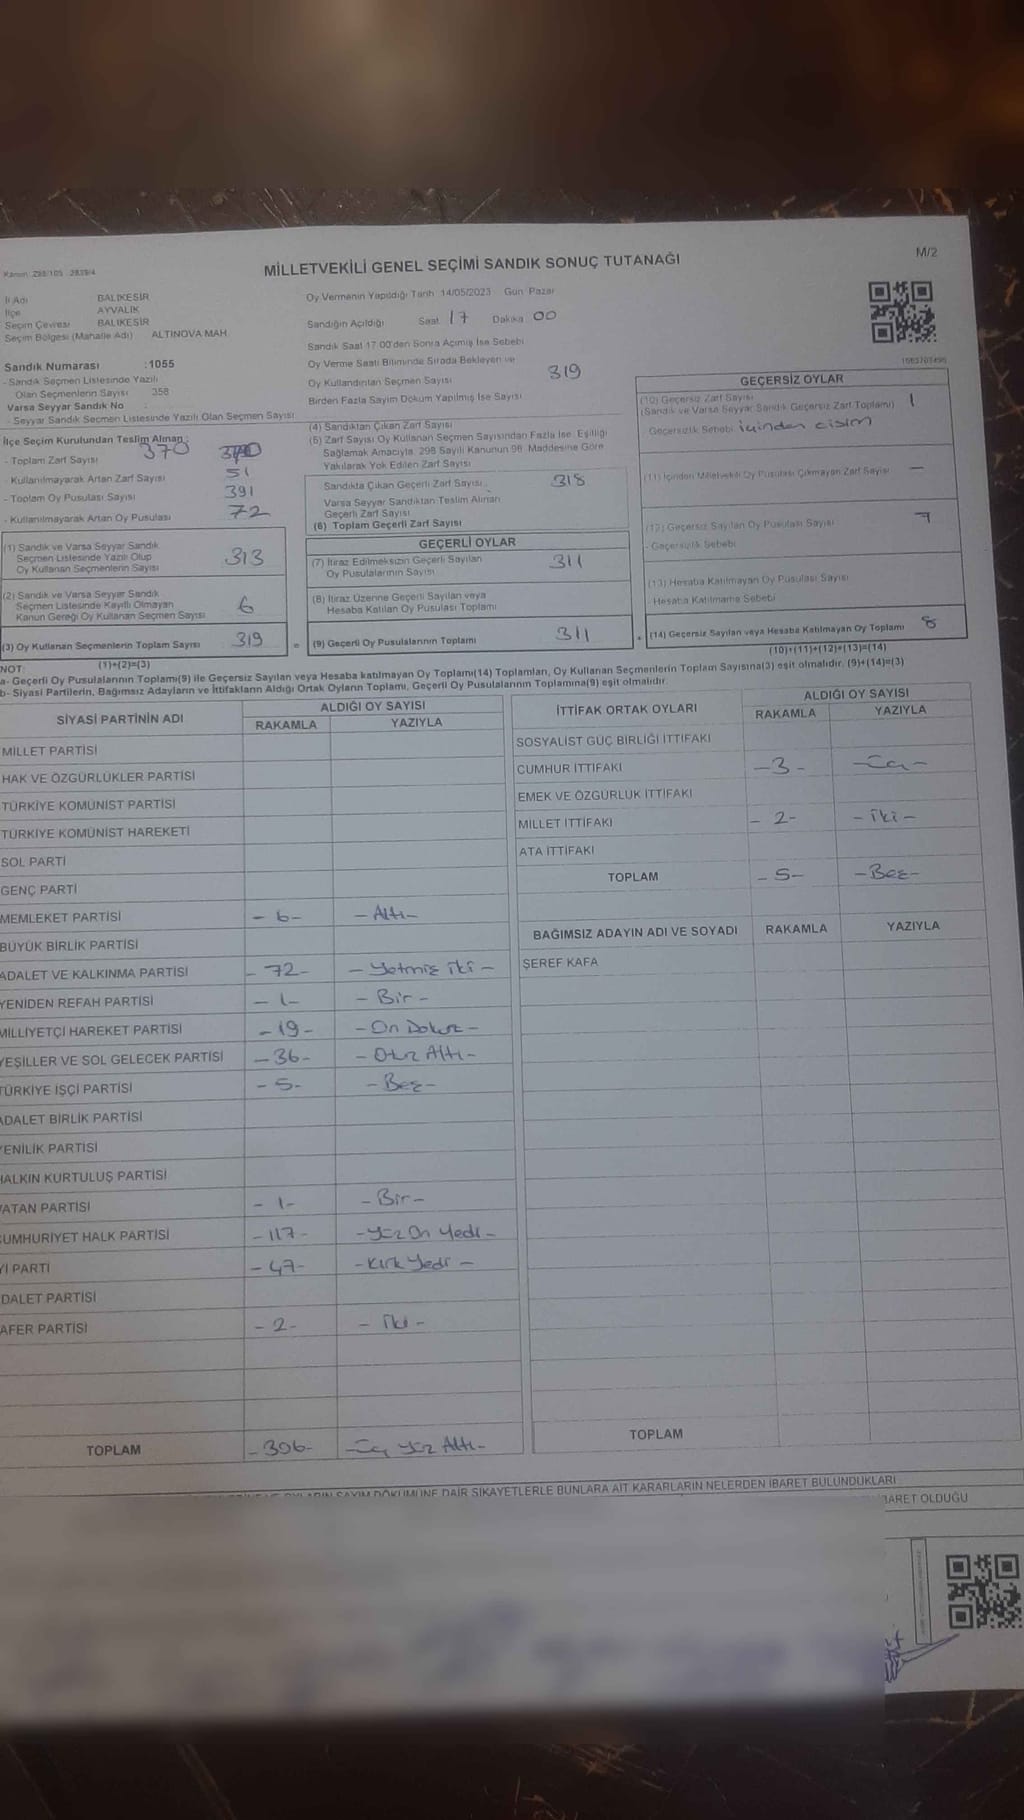 Kanun: 298/105 - 2839/4
MİLLETVEKİLİ GENEL SEÇİMİ SANDIK SONUÇ TUTANAĞI
M/2
İl Adı BALIKESİR
İlçe AYVALIK
Seçim Çevresi BALIKESİR
Seçim Bölgesi (Mahalle Adı) ALTINOVA MAH.
Sandık Numarası :1055
- Sandık Seçmen Listesinde Yazılı
Olan Seçmenlerin Sayısı 358
Varsa Seyyar Sandık No :
- Seyyar Sandık Seçmen Listesinde Yazılı Olan Seçmen Sayısı
İlçe Seçim Kurulundan Teslim Alınan :
370
- Toplam Zarf Sayısı
- Kullanılmayarak Artan Zarf Sayısı 51
- Toplam Oy Pusulası Sayısı 391
- Kullanılmayarak Artan Oy Pusulası 72
(1) Sandık ve Varsa Seyyar Sandık
Seçmen Listesinde Yazılı Olup
Oy Kullanan Seçmenlerin Sayısı 313
(2) Sandık ve Varsa Seyyar Sandık
Seçmen Listesinde Kayıtlı Olmayan
Kanun Gereği Oy Kullanan Seçmen Sayısı 6
(3) Oy Kullanan Seçmenlerin Toplam Sayısı 319
(1)+(2)=(3)
Oy Vermenin Yapıldığı Tarih 14/05/2023 Gün Pazar
Sandığın Açıldığı Saat 17 Dakika 00
Sandık Saat 17.00'den Sonra Açılmış İse Sebebi
Oy Verme Saati Bitiminde Sırada Bekleyen ve
Oy Kullandırılan Seçmen Sayısı
Birden Fazla Sayım Döküm Yapılmış İse Sayısı
319
(4) Sandıktan Çıkan Zarf Sayısı
(5) Zarf Sayısı Oy Kullanan Seçmen Sayısından Fazla İse, Eşitliği
Sağlamak Amacıyla, 298 Sayılı Kanunun 98. Maddesine Göre
Yakılarak Yok Edilen Zarf Sayısı
Sandıkta Çıkan Geçerli Zarf Sayısı 318
Varsa Seyyar Sandıktan Teslim Alınan
Geçerli Zarf Sayısı
(6) Toplam Geçerli Zarf Sayısı
GEÇERLİ OYLAR
(7) İtiraz Edilmeksizin Geçerli Sayılan
Oy Pusulalarının Sayısı 311
(8) İtiraz Üzerine Geçerli Sayılan veya
Hesaba Katılan Oy Pusulası Toplamı
= (9) Geçerli Oy Pusulalarının Toplamı 311
GEÇERSİZ OYLAR
(10) Geçersiz Zarf Sayısı 1
(Sandık ve Varsa Seyyar Sandık Geçersiz Zarf Toplamı)
Geçersizlik Sebebi içinden cisim
(11) İçinden Milletvekili Oy Pusulası Çıkmayan Zarf Sayısı —
(12) Geçersiz Sayılan Oy Pusulası Sayısı 7
- Geçersizlik Sebebi
(13) Hesaba Katılmayan Oy Pusulası Sayısı
- Hesaba Katılmama Sebebi
+ (14) Geçersiz Sayılan veya Hesaba Katılmayan Oy Toplamı 8
(10)+(11)+(12)+(13)=(14)
NOT:
a- Geçerli Oy Pusulalarının Toplamı(9) ile Geçersiz Sayılan veya Hesaba katılmayan Oy Toplamı(14) Toplamları, Oy Kullanan Seçmenlerin Toplam Sayısına(3) eşit olmalıdır. (9)+(14)=(3)
b- Siyasi Partilerin, Bağımsız Adayların ve İttifakların Aldığı Ortak Oyların Toplamı, Geçerli Oy Pusulalarının Toplamına(9) eşit olmalıdır.
SİYASİ PARTİNİN ADI ALDIĞI OY SAYISI
RAKAMLA YAZIYLA
MİLLET PARTİSİ
HAK VE ÖZGÜRLÜKLER PARTİSİ
TÜRKİYE KOMÜNİST PARTİSİ
TÜRKİYE KOMÜNİST HAREKETİ
SOL PARTİ
GENÇ PARTİ
MEMLEKET PARTİSİ -6- -Altı-
BÜYÜK BİRLİK PARTİSİ
ADALET VE KALKINMA PARTİSİ -72- -Yetmiş iki-
YENİDEN REFAH PARTİSİ -1- -Bir-
MİLLİYETÇİ HAREKET PARTİSİ -19- -On Dokuz-
YEŞİLLER VE SOL GELECEK PARTİSİ -36- -Otuz Altı-
TÜRKİYE İŞÇİ PARTİSİ -5- -Beş-
ADALET BİRLİK PARTİSİ
YENİLİK PARTİSİ
HALKIN KURTULUŞ PARTİSİ
VATAN PARTİSİ -1- -Bir-
CUMHURİYET HALK PARTİSİ -117- -Yüz On Yedi-
İYİ PARTİ -47- -Kırk Yedi-
ADALET PARTİSİ
ZAFER PARTİSİ -2- -İki-
TOPLAM -306- -Üç Yüz Altı-
İTTİFAK ORTAK OYLARI ALDIĞI OY SAYISI
RAKAMLA YAZIYLA
SOSYALİST GÜÇ BİRLİĞİ İTTİFAKI
CUMHUR İTTİFAKI -3- -Üç-
EMEK VE ÖZGÜRLÜK İTTİFAKI
MİLLET İTTİFAKI -2- -İki-
ATA İTTİFAKI
TOPLAM -5- -Beş-
BAĞIMSIZ ADAYIN ADI VE SOYADI RAKAMLA YAZIYLA
ŞEREF KAFA
TOPLAM
OYLARIN SAYIM DÖKÜMÜNE DAİR ŞİKAYETLERLE BUNLARA AİT KARARLARIN NELERDEN İBARET BULUNDUKLARI
İBARET OLDUĞU